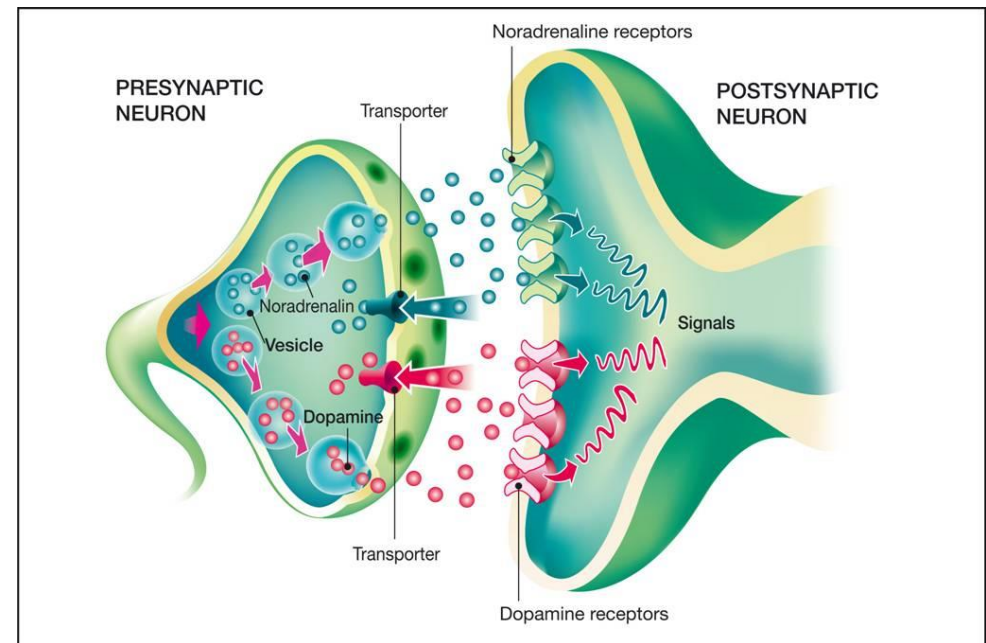 Noradrenaline receptors
PRESYNAPTIC
NEURON
POSTSYNAPTIC
NEURON
Transporter
Noradrenalin
Vesicle
Signals
Dopamine
Transporter
Dopamine receptors